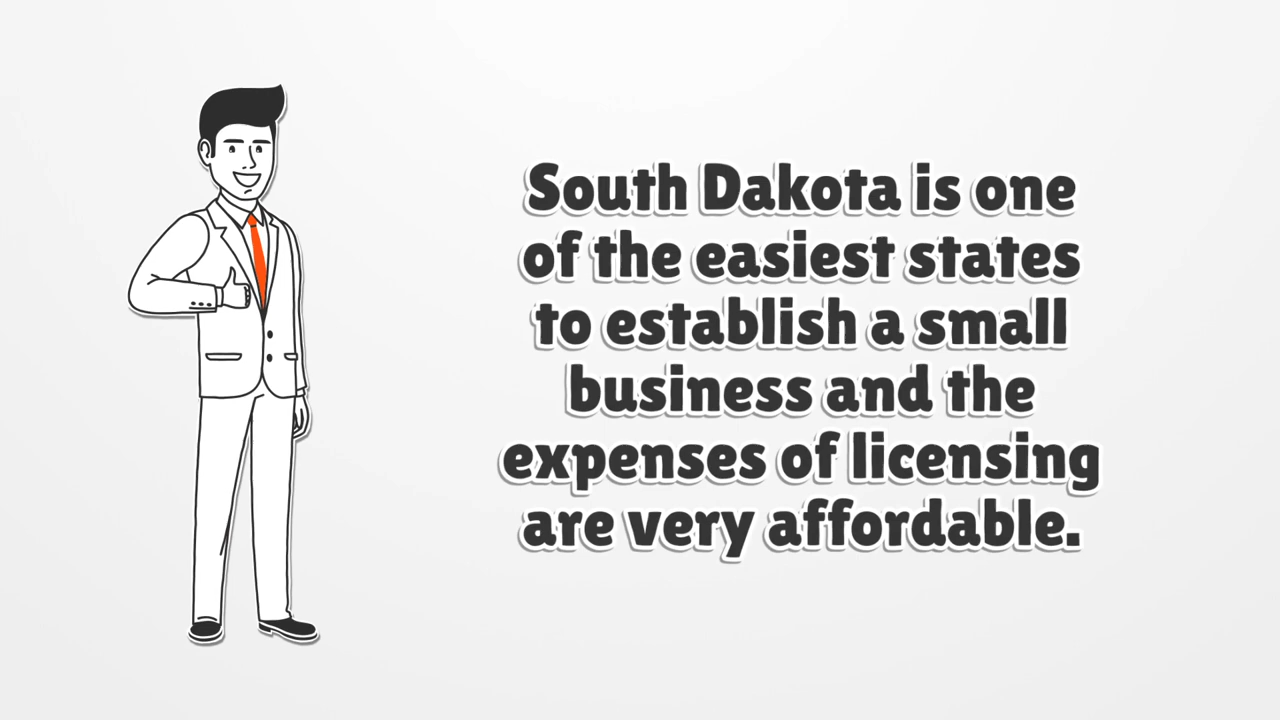 South Dakota is one
of the easiest states
to establish a small
business and the
expenses of licensing
are very affordable.